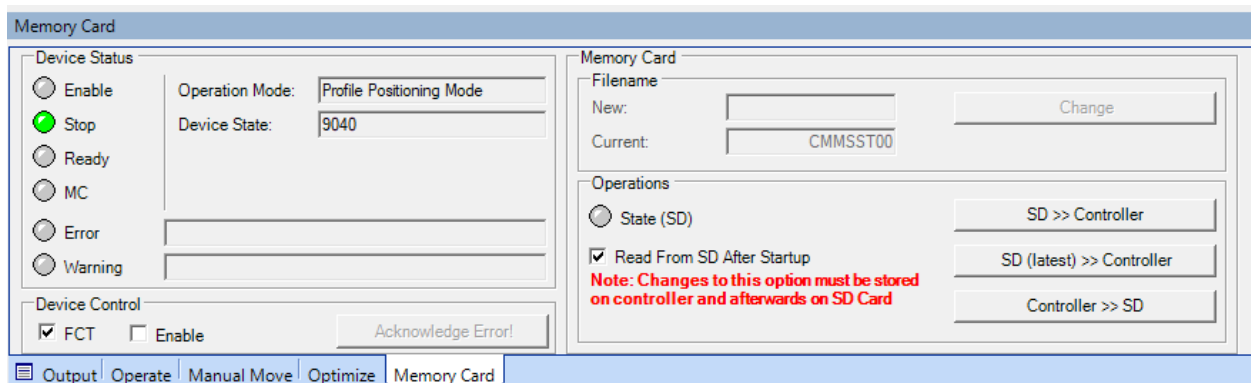 Memory Card
Device Status
Enable
Operation Mode: Profile Positioning Mode
Stop
Device State: 9040
Ready
MC
Error
Warning
Device Control
FCT Enable Acknowledge Error!
Memory Card
Filename
New: Change
Current: CMMSST00
Operations
State (SD) SD >> Controller
Read From SD After Startup SD (latest) >> Controller
Note: Changes to this option must be stored
on controller and afterwards on SD Card
Controller >> SD
Output Operate Manual Move Optimize Memory Card